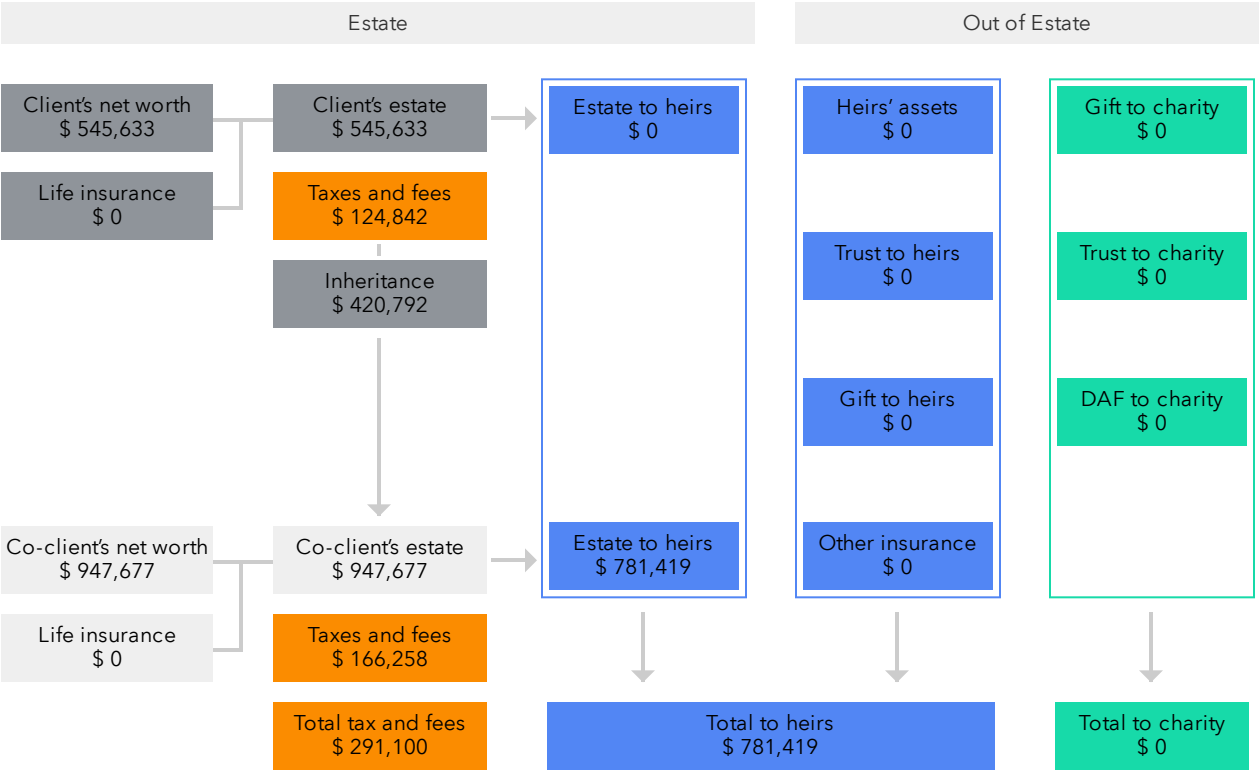 Estate
Out of Estate
Client's net worth
$ 545,633
Client's estate
$ 545,633
Estate to heirs
$ 0
Heirs' assets
$ 0
Gift to charity
$ 0
Life insurance
$ 0
Taxes and fees
$ 124,842
Inheritance
$ 420,792
Trust to heirs
$ 0
Trust to charity
$ 0
Gift to heirs
$ 0
DAF to charity
$ 0
Co-client's net worth
$ 947,677
Co-client's estate
$ 947,677
Estate to heirs
$ 781,419
Other insurance
$ 0
Life insurance
$ 0
Taxes and fees
$ 166,258
Total tax and fees
$ 291,100
Total to heirs
$ 781,419
Total to charity
$ 0